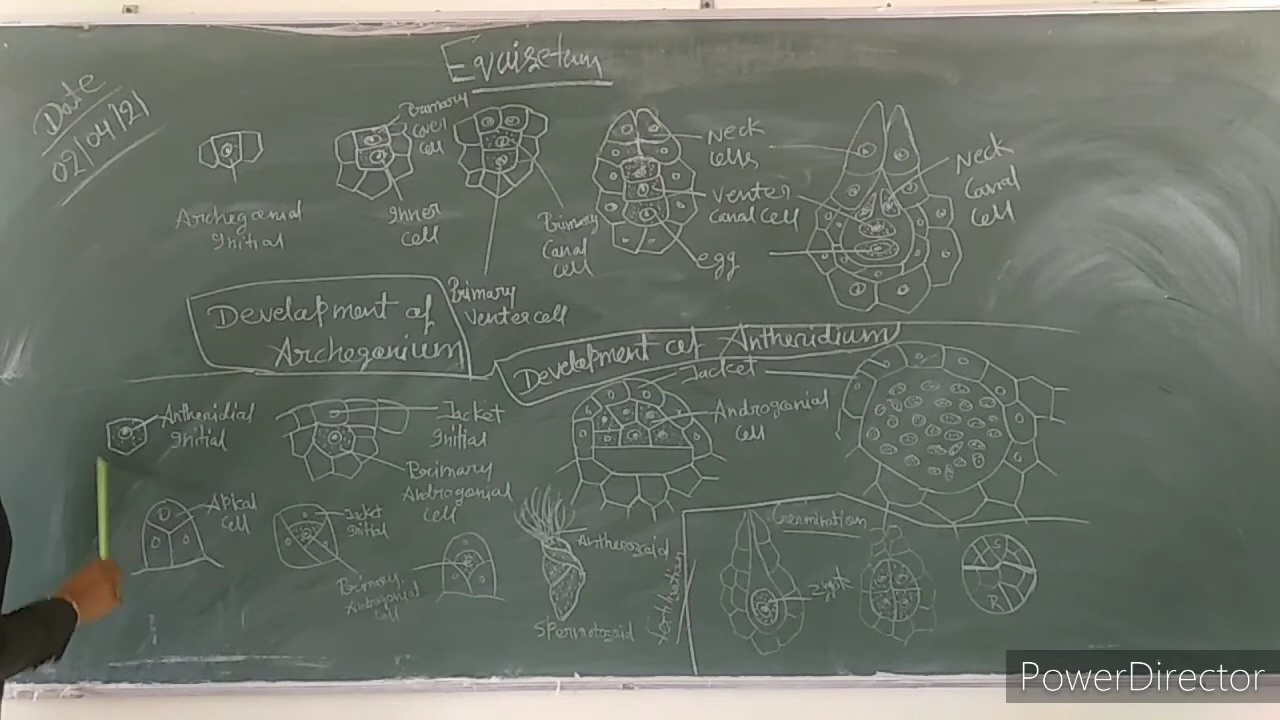 Equisetum
Date
02/04/21
Archegonial
Initial
Primary
Cover
Cell
Inner
Cell
Primary
Canal
Cell
Primary
Venter cell
Neck
Cells
Venter
Canal Cell
egg
Neck
Canal
Cell
Development of
Archegonium
Development of Antheridium
Antheridial
Initial
Jacket
Initial
Primary
Androgonial
Cell
Jacket
Androgonial
Cell
Apical
Cell
Jacket
Initial
Primary
Androgonial
Cell
Antherozoid
Spermatozoid
Fertilization
Germination
Zygote
S
R
PowerDirector